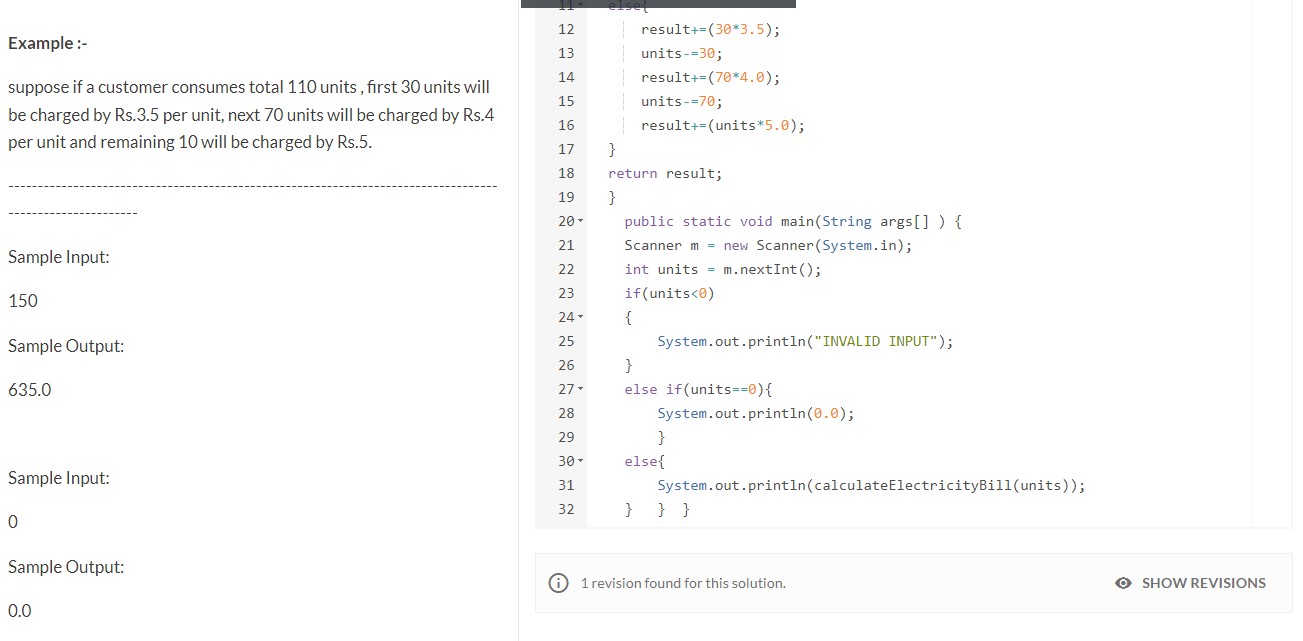 Example :-
suppose if a customer consumes total 110 units , first 30 units will
be charged by Rs.3.5 per unit, next 70 units will be charged by Rs.4
per unit and remaining 10 will be charged by Rs.5.
-------------------------------------------------------------------------------------
----------------------
Sample Input:
150
Sample Output:
635.0
Sample Input:
0
Sample Output:
0.0
11 else{
12 result+=(30*3.5);
13 units-=30;
14 result+=(70*4.0);
15 units-=70;
16 result+=(units*5.0);
17 }
18 return result;
19 }
20 public static void main(String args[] ) {
21 Scanner m = new Scanner(System.in);
22 int units = m.nextInt();
23 if(units<0)
24 {
25 System.out.println("INVALID INPUT");
26 }
27 else if(units==0){
28 System.out.println(0.0);
29 }
30 else{
31 System.out.println(calculateElectricityBill(units));
32 } } }
1 revision found for this solution.
SHOW REVISIONS